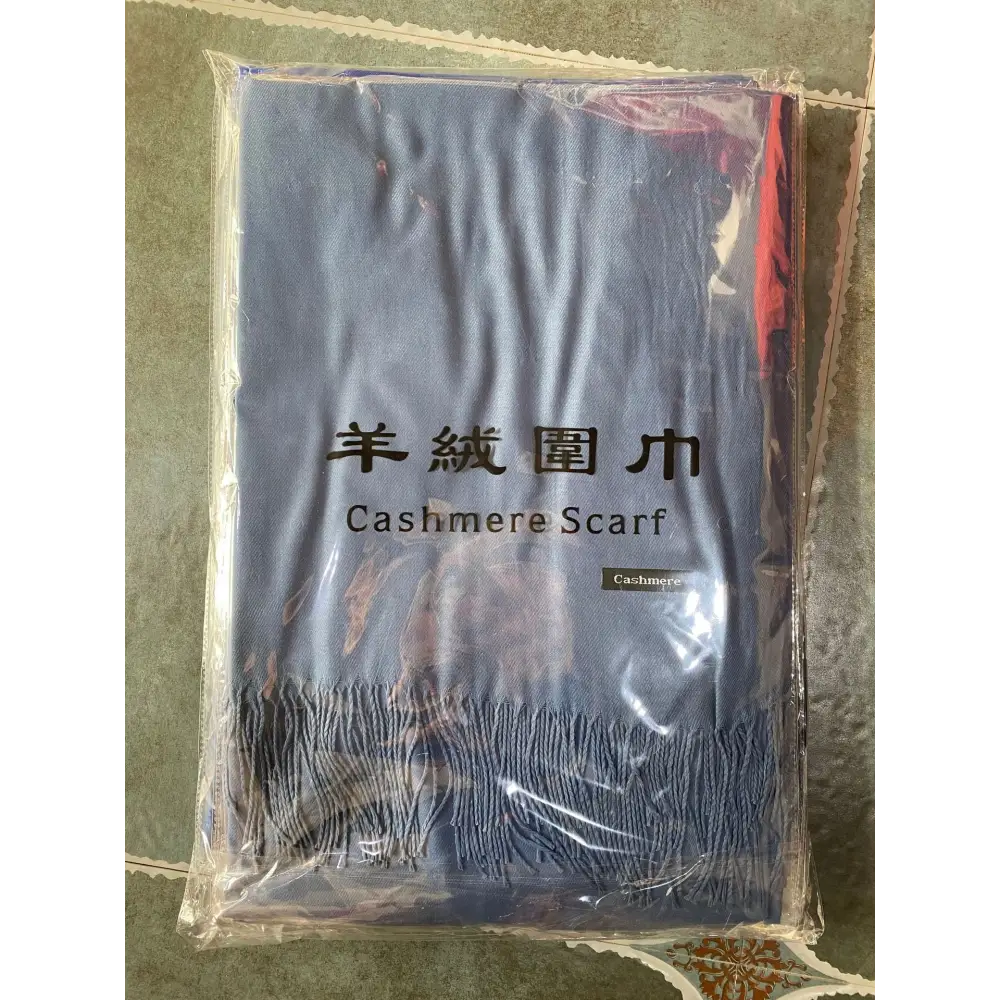 羊絨圍巾
Cashmere Scarf
Cashmere